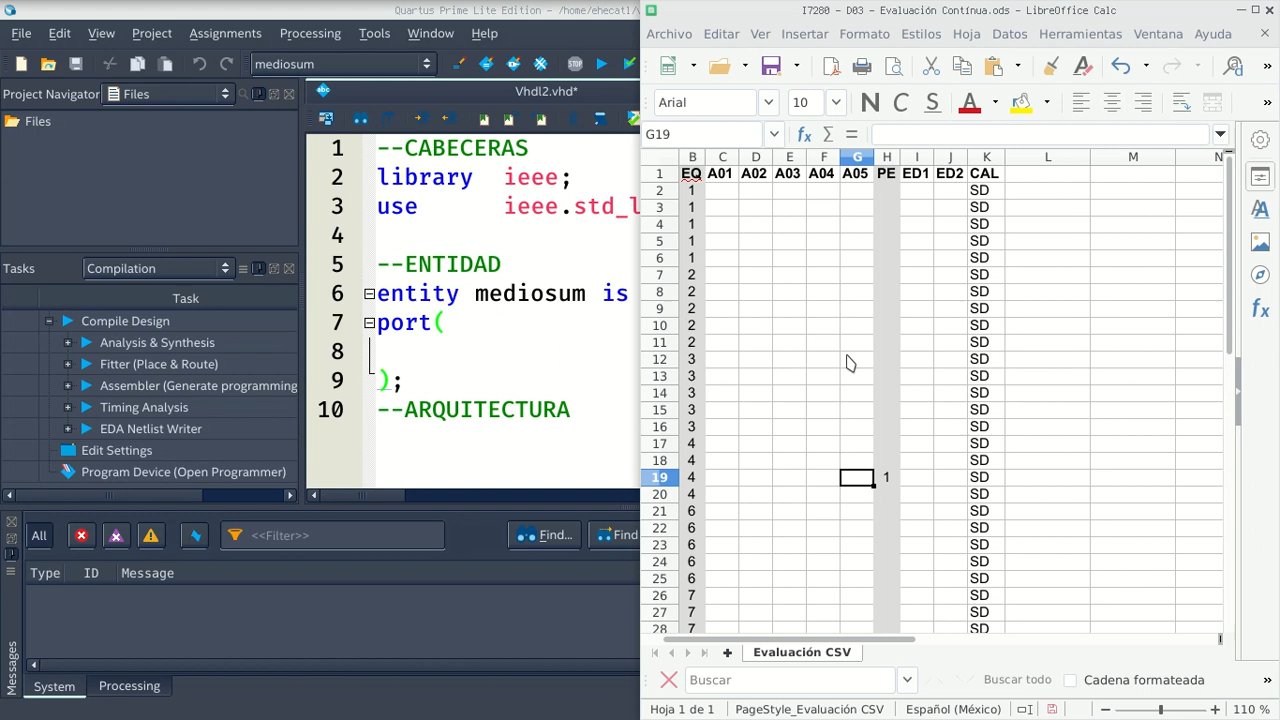 Quartus Prime Lite Edition - /home/ehecatl/
File Edit View Project Assignments Processing Tools Window Help
mediosum
Project Navigator Files
Files
Tasks Compilation
Task
Compile Design
Analysis & Synthesis
Fitter (Place & Route)
Assembler (Generate programming
Timing Analysis
EDA Netlist Writer
Edit Settings
Program Device (Open Programmer)
Vhdl2.vhd*
1 --CABECERAS
2 library ieee;
3 use ieee.std_l
4
5 --ENTIDAD
6 entity mediosum is
7 port(
8
9 );
10 --ARQUITECTURA
All <<Filter>> Find... Find
Type ID Message
Messages
System Processing
I7280 - D03 - Evaluación Contínua.ods - LibreOffice Calc
Archivo Editar Ver Insertar Formato Estilos Hoja Datos Herramientas Ventana Ayuda
Arial 10 N C S A
G19 fx Σ =
B C D E F G H I J K L M N
1 EQ A01 A02 A03 A04 A05 PE ED1 ED2 CAL
2 1 SD
3 1 SD
4 1 SD
5 1 SD
6 1 SD
7 2 SD
8 2 SD
9 2 SD
10 2 SD
11 2 SD
12 3 SD
13 3 SD
14 3 SD
15 3 SD
16 3 SD
17 4 SD
18 4 SD
19 4 1 SD
20 4 SD
21 6 SD
22 6 SD
23 6 SD
24 6 SD
25 6 SD
26 7 SD
27 7 SD
28 7 SD
Evaluación CSV
Buscar Buscar todo Cadena formateada
Hoja 1 de 1 PageStyle_Evaluación CSV Español (México) 110 %